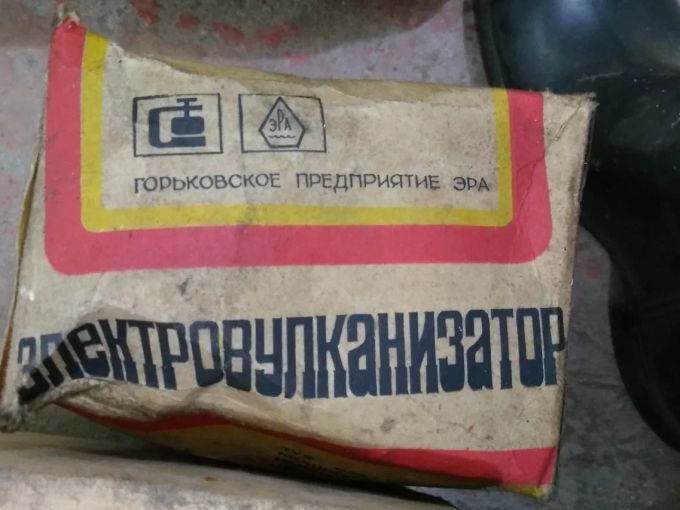 ЭРА
ГОРЬКОВСКОЕ ПРЕДПРИЯТИЕ ЭРА
ЭЛЕКТРОВУЛКАНИЗАТОР